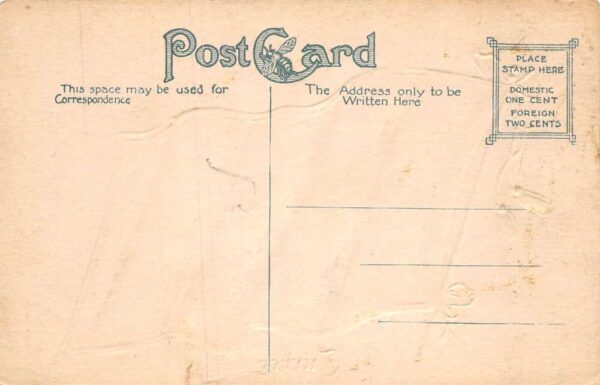 Post Card
This space may be used for
Correspondence
The Address only to be
Written Here
PLACE
STAMP HERE
DOMESTIC
ONE CENT
FOREIGN
TWO CENTS